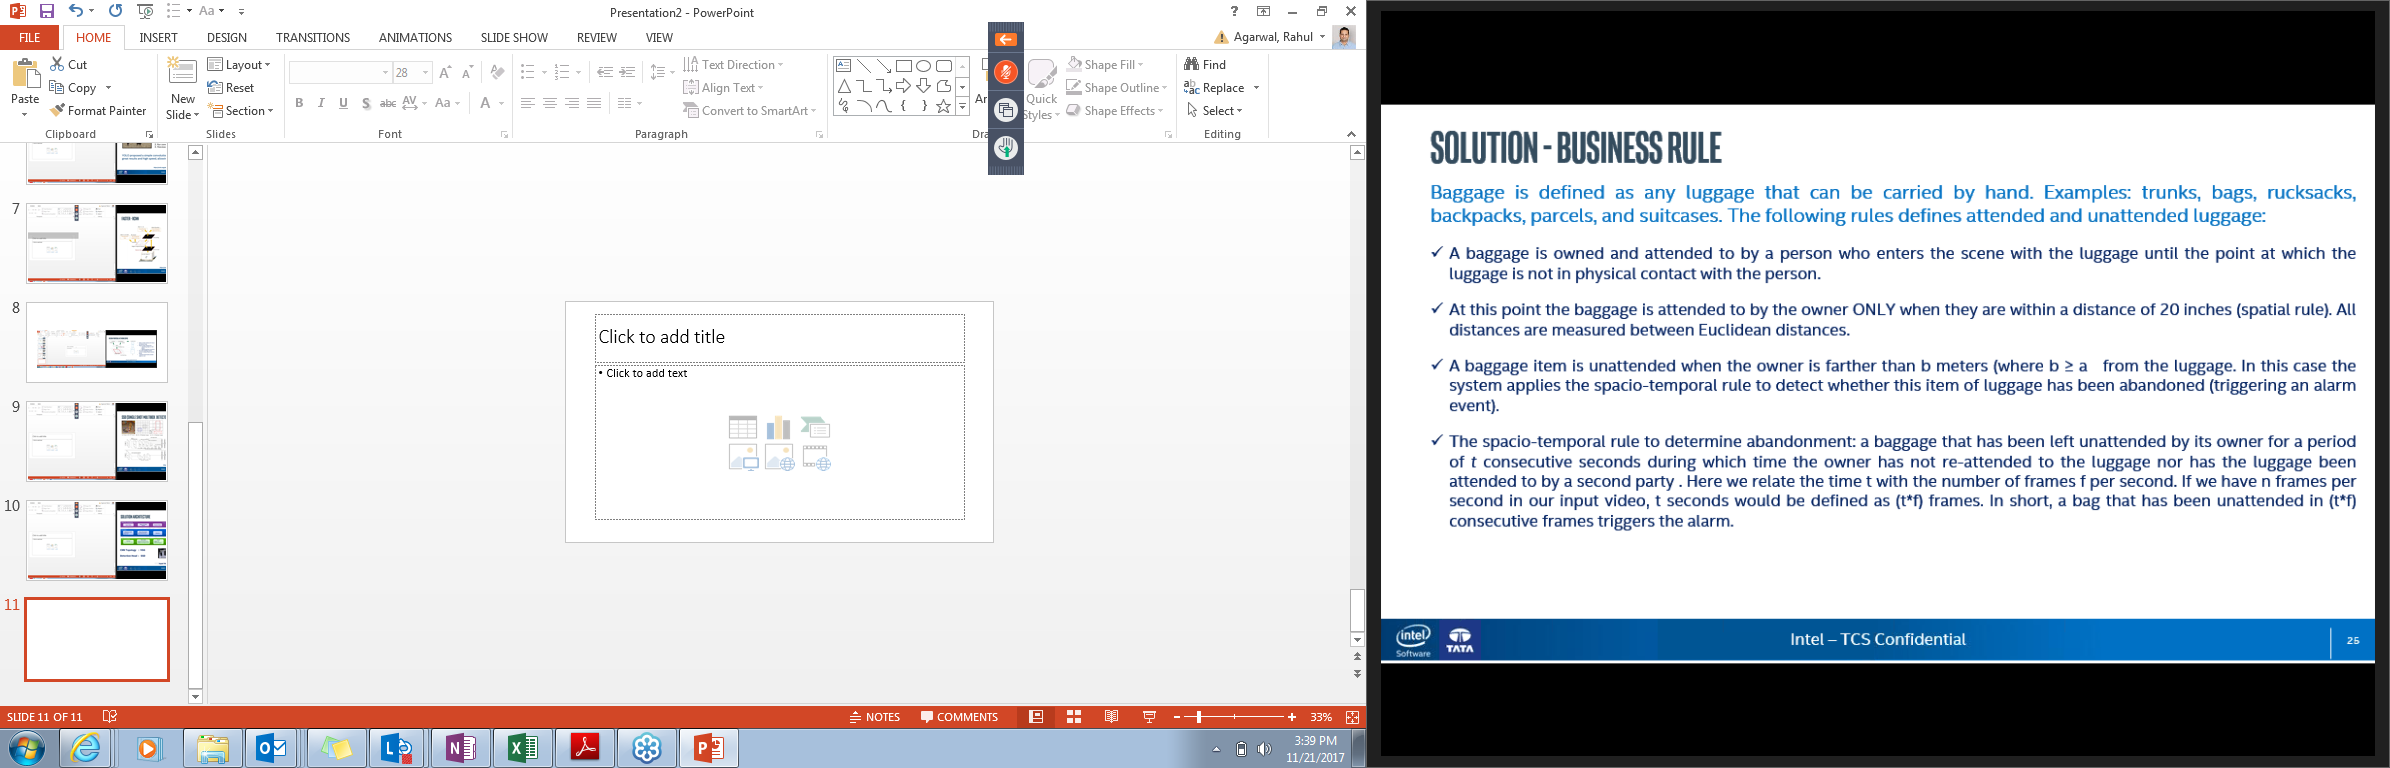 Presentation2 - PowerPoint
FILE HOME INSERT DESIGN TRANSITIONS ANIMATIONS SLIDE SHOW REVIEW VIEW
Agarwal, Rahul
Paste
Cut
Copy
Format Painter
Clipboard
New
Slide
Layout
Reset
Section
Slides
28
Font
Text Direction
Align Text
Convert to SmartArt
Paragraph
Quick
Styles
Shape Fill
Shape Outline
Shape Effects
Find
Replace
Select
Editing
7
8
9
10
11
Click to add title
• Click to add text
SLIDE 11 OF 11
NOTES
COMMENTS
33%
3:39 PM
11/21/2017
SOLUTION - BUSINESS RULE
Baggage is defined as any luggage that can be carried by hand. Examples: trunks, bags, rucksacks,
backpacks, parcels, and suitcases. The following rules defines attended and unattended luggage:
✓ A baggage is owned and attended to by a person who enters the scene with the luggage until the point at which the
luggage is not in physical contact with the person.
✓ At this point the baggage is attended to by the owner ONLY when they are within a distance of 20 inches (spatial rule). All
distances are measured between Euclidean distances.
✓ A baggage item is unattended when the owner is farther than b meters (where b ≥ a from the luggage. In this case the
system applies the spacio-temporal rule to detect whether this item of luggage has been abandoned (triggering an alarm
event).
✓ The spacio-temporal rule to determine abandonment: a baggage that has been left unattended by its owner for a period
of t consecutive seconds during which time the owner has not re-attended to the luggage nor has the luggage been
attended to by a second party . Here we relate the time t with the number of frames f per second. If we have n frames per
second in our input video, t seconds would be defined as (t*f) frames. In short, a bag that has been unattended in (t*f)
consecutive frames triggers the alarm.
intel
Software
TATA
Intel – TCS Confidential
25